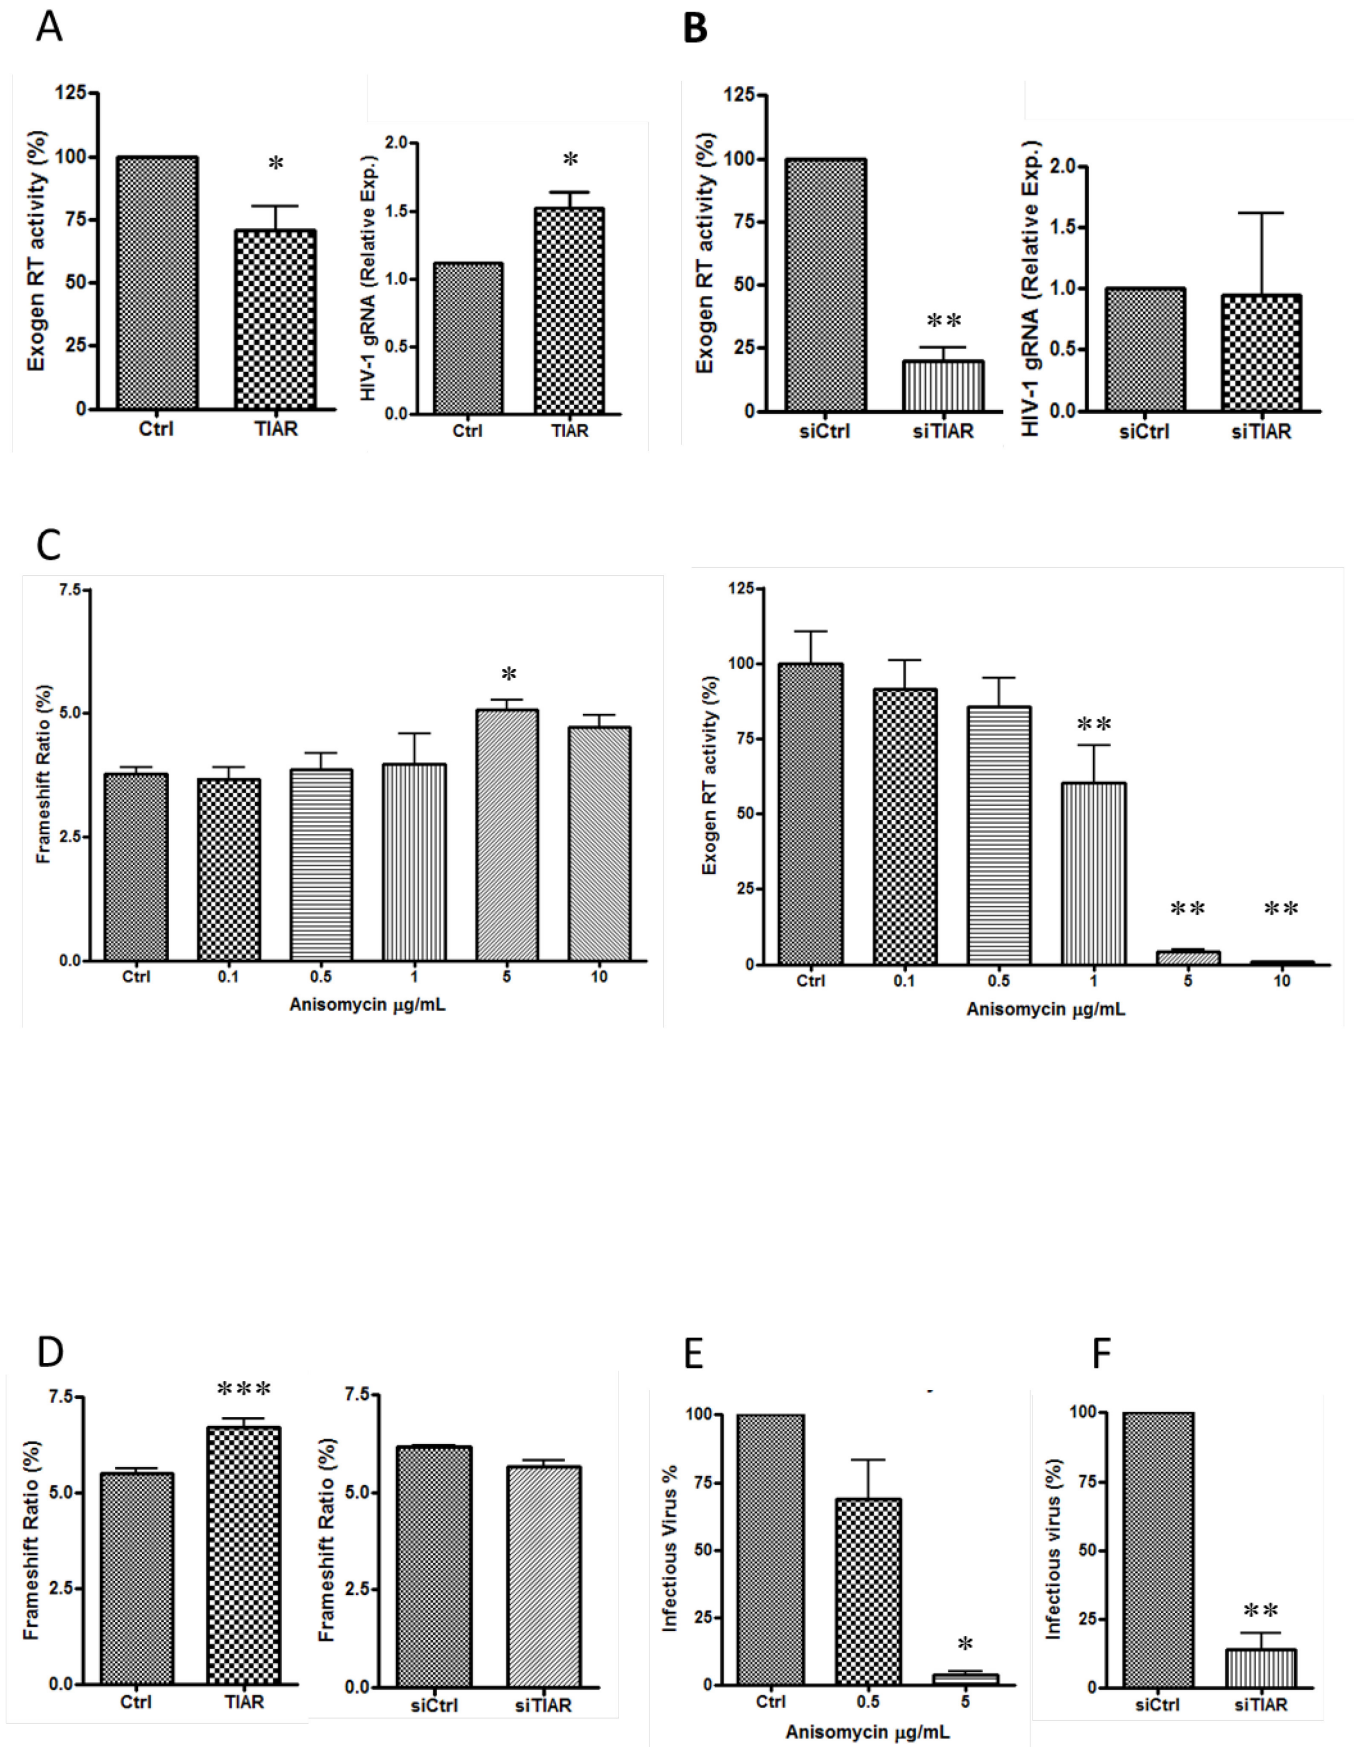 A
Exogen RT activity (%)
125
100
75
50
25
0
*
Ctrl TIAR
HIV-1 gRNA (Relative Exp.)
2.0
1.5
1.0
0.5
0.0
*
Ctrl TIAR
B
Exogen RT activity (%)
125
100
75
50
25
0
**
siCtrl siTIAR
HIV-1 gRNA (Relative Exp.)
2.0
1.5
1.0
0.5
0.0
siCtrl siTIAR
C
Frameshift Ratio (%)
7.5
5.0
2.5
0.0
*
Ctrl 0.1 0.5 1 5 10
Anisomycin μg/mL
Exogen RT activity (%)
125
100
75
50
25
0
**
** **
Ctrl 0.1 0.5 1 5 10
Anisomycin μg/mL
D
Frameshift Ratio (%)
7.5
5.0
2.5
0.0
***
Ctrl TIAR
Frameshift Ratio (%)
7.5
5.0
2.5
0.0
siCtrl siTIAR
E
Infectious Virus %
100
75
50
25
0
*
Ctrl 0.5 5
Anisomycin μg/mL
F
Infectious virus (%)
100
75
50
25
0
**
siCtrl siTIAR